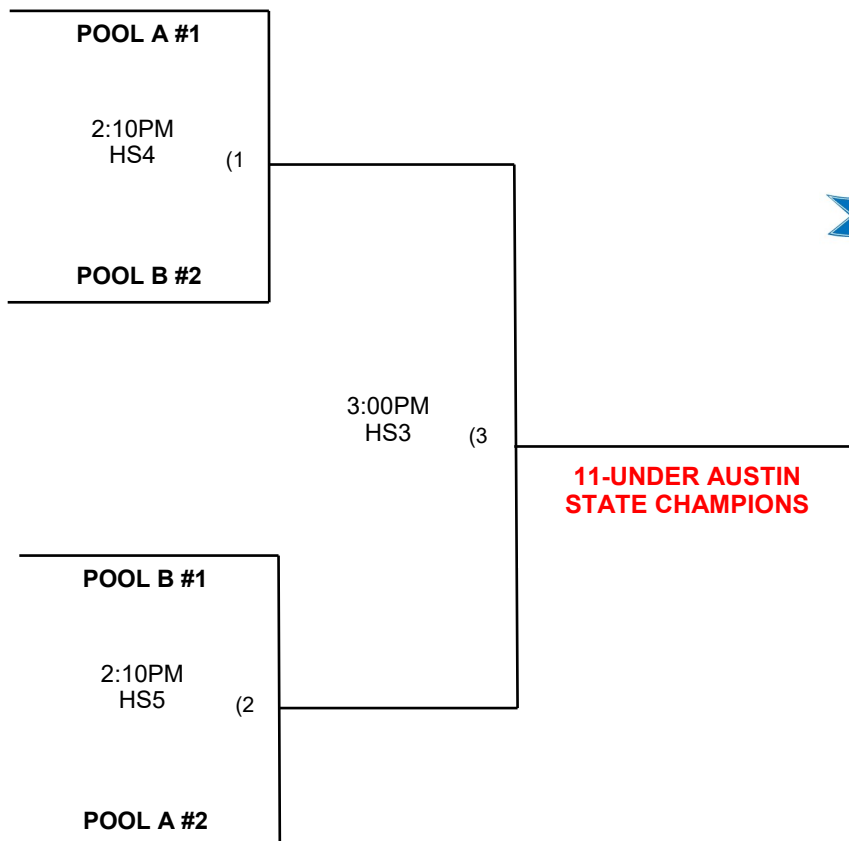 POOL A #1
2:10PM
HS4 (1
POOL B #2
3:00PM
HS3 (3
11-UNDER AUSTIN
STATE CHAMPIONS
POOL B #1
2:10PM
HS5 (2
POOL A #2